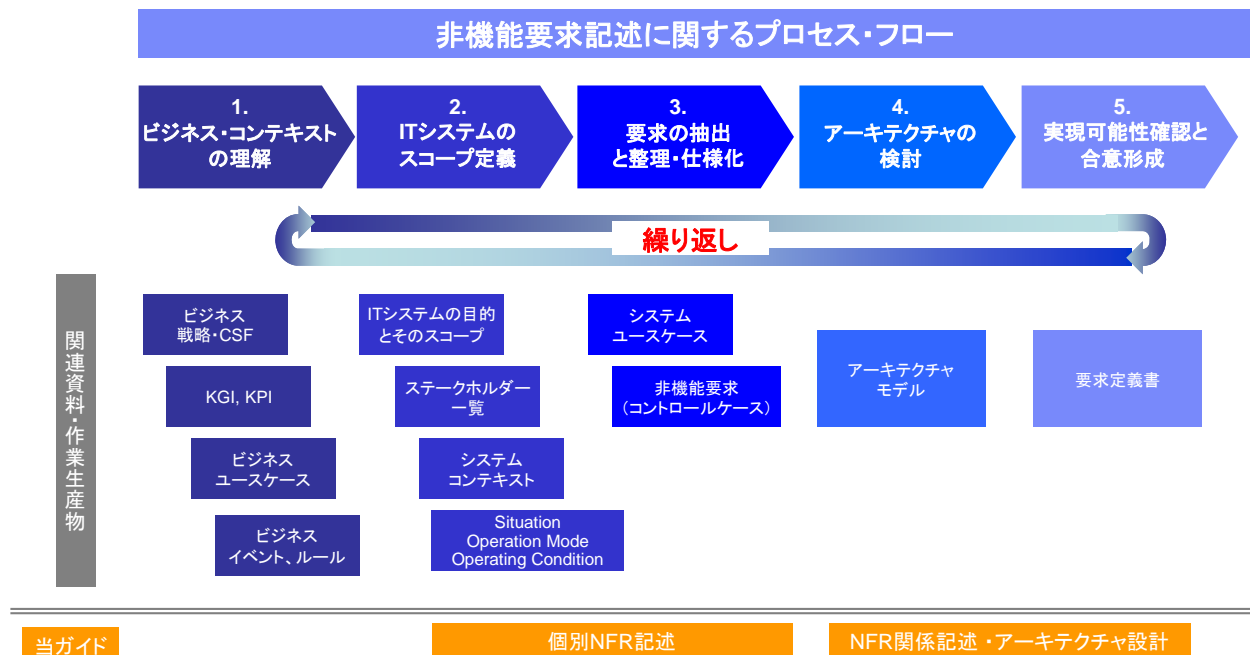 非機能要求記述に関するプロセス・フロー
1.
ビジネス・コンテキスト
の理解
2.
ITシステムの
スコープ定義
3.
要求の抽出
と整理・仕様化
4.
アーキテクチャの
検討
5.
実現可能性確認と
合意形成
繰り返し
関連資料・作業生産物
ビジネス
戦略・CSF
KGI, KPI
ビジネス
ユースケース
ビジネス
イベント、ルール
ITシステムの目的
とそのスコープ
ステークホルダー
一覧
システム
コンテキスト
Situation
Operation Mode
Operating Condition
システム
ユースケース
非機能要求
(コントロールケース)
アーキテクチャ
モデル
要求定義書
当ガイド
個別NFR記述
NFR関係記述 ・アーキテクチャ設計